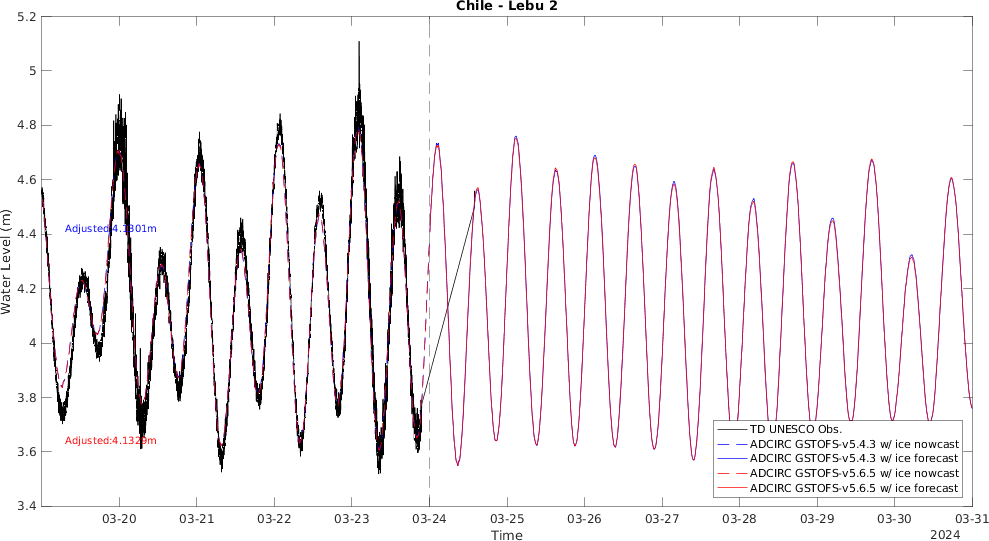 Chile - Lebu 2
5.2
5
4.8
4.6
4.4
4.2
4
3.8
3.6
3.4
Water Level (m)
Adjusted:4.1301m
Adjusted:4.1329m
TD UNESCO Obs.
ADCIRC GSTOFS-v5.4.3 w/ ice nowcast
ADCIRC GSTOFS-v5.4.3 w/ ice forecast
ADCIRC GSTOFS-v5.6.5 w/ ice nowcast
ADCIRC GSTOFS-v5.6.5 w/ ice forecast
03-20 03-21 03-22 03-23 03-24 03-25 03-26 03-27 03-28 03-29 03-30 03-31
Time
2024